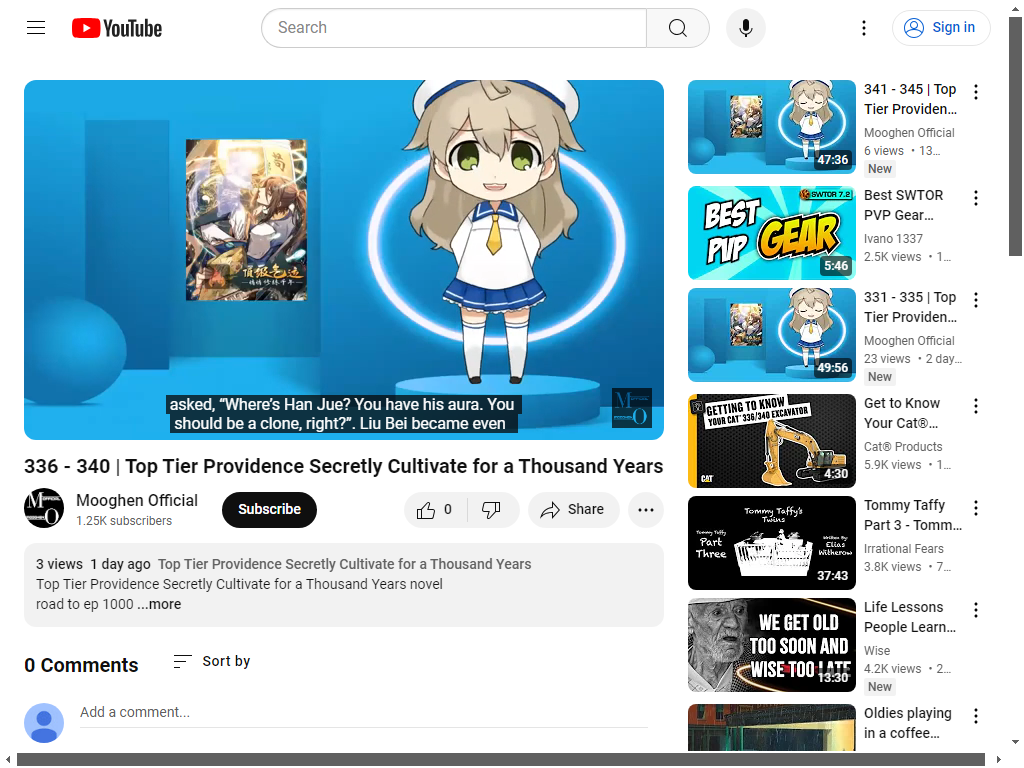 YouTube
Search
Sign in
頂級氣運
asked, “Where’s Han Jue? You have his aura. You
should be a clone, right?”. Liu Bei became even
336 - 340 | Top Tier Providence Secretly Cultivate for a Thousand Years
Mooghen Official
1.25K subscribers
Subscribe
0
Share
3 views 1 day ago Top Tier Providence Secretly Cultivate for a Thousand Years
Top Tier Providence Secretly Cultivate for a Thousand Years novel
road to ep 1000 ...more
0 Comments
Sort by
Add a comment...
47:36
341 - 345 | Top
Tier Providen...
Mooghen Official
6 views • 13...
New
SWTOR 7.2
BEST
PVP GEAR
5:46
Best SWTOR
PVP Gear...
Ivano 1337
2.5K views • 1...
49:56
331 - 335 | Top
Tier Providen...
Mooghen Official
23 views • 2 day...
New
GETTING TO KNOW
YOUR CAT® 336/340 EXCAVATOR
CAT
4:30
Get to Know
Your Cat®...
Cat® Products
5.9K views • 1...
Tommy Taffy's
Twins
Tommy Taffy
Part
Three
Written By
Elias
Witherow
37:43
Tommy Taffy
Part 3 - Tomm...
Irrational Fears
3.8K views • 7...
WE GET OLD
TOO SOON AND
WISE TOO LATE
13:30
Life Lessons
People Learn...
Wise
4.2K views • 2...
New
Oldies playing
in a coffee...